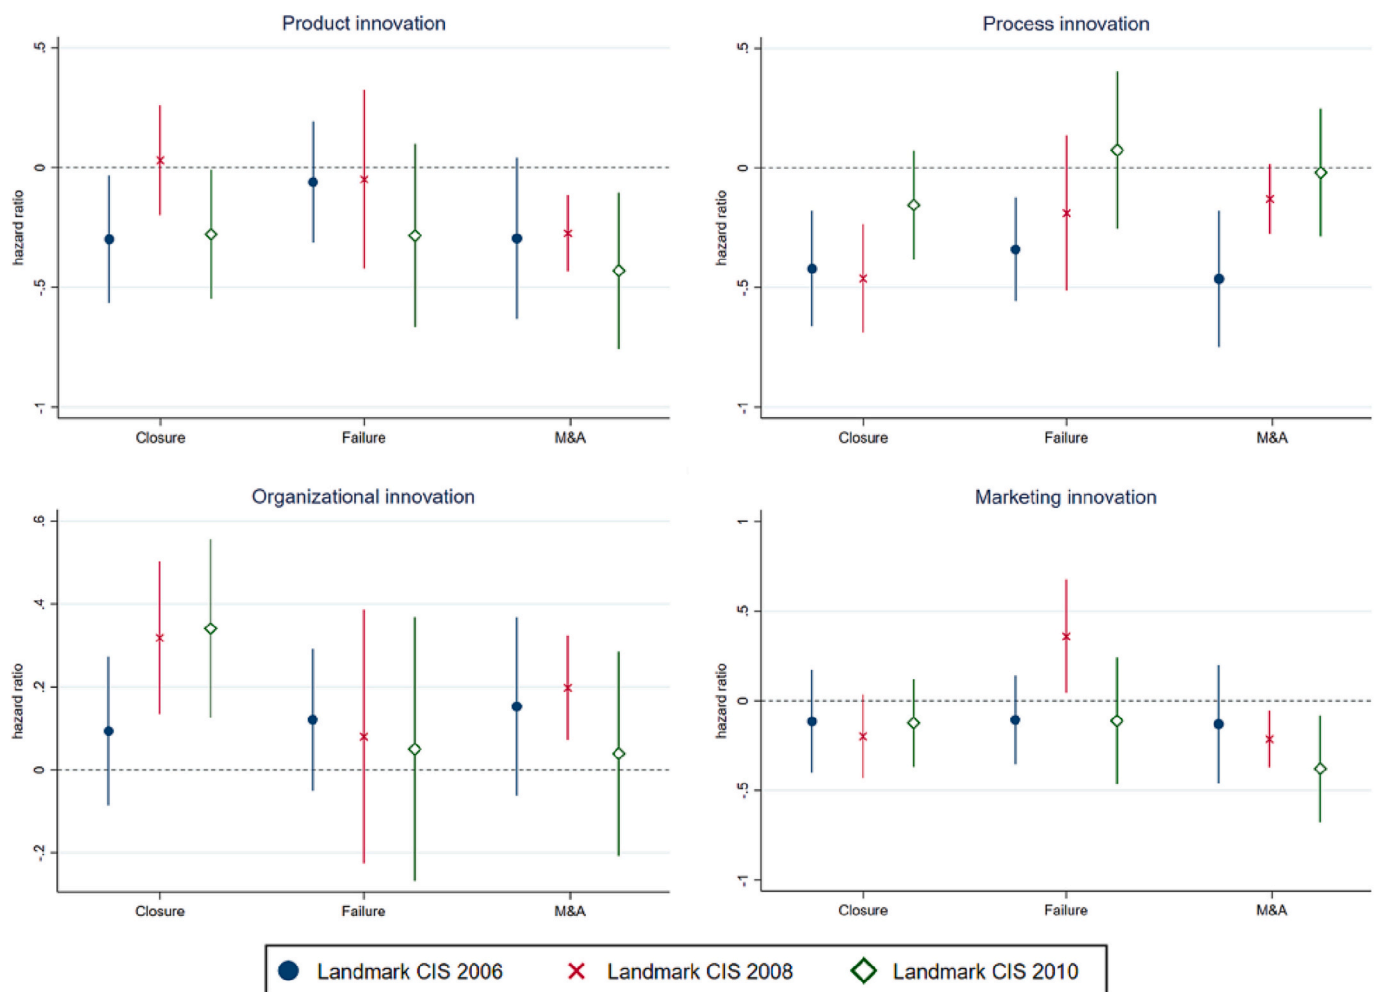 Product innovation
hazard ratio
.5
0
-.5
-1
Closure Failure M&A
Process innovation
hazard ratio
.5
0
-.5
-1
Closure Failure M&A
Organizational innovation
hazard ratio
.6
.4
.2
0
-.2
Closure Failure M&A
Marketing innovation
hazard ratio
1
.5
0
-.5
-1
Closure Failure M&A
Landmark CIS 2006 Landmark CIS 2008 Landmark CIS 2010